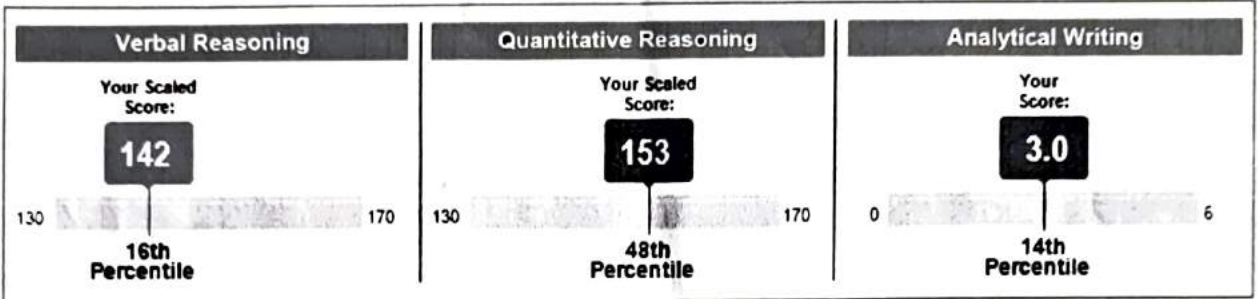 Verbal Reasoning
Your Scaled
Score:
142
130
170
16th
Percentile
Quantitative Reasoning
Your Scaled
Score:
153
130
170
48th
Percentile
Analytical Writing
Your
Score:
3.0
0
6
14th
Percentile